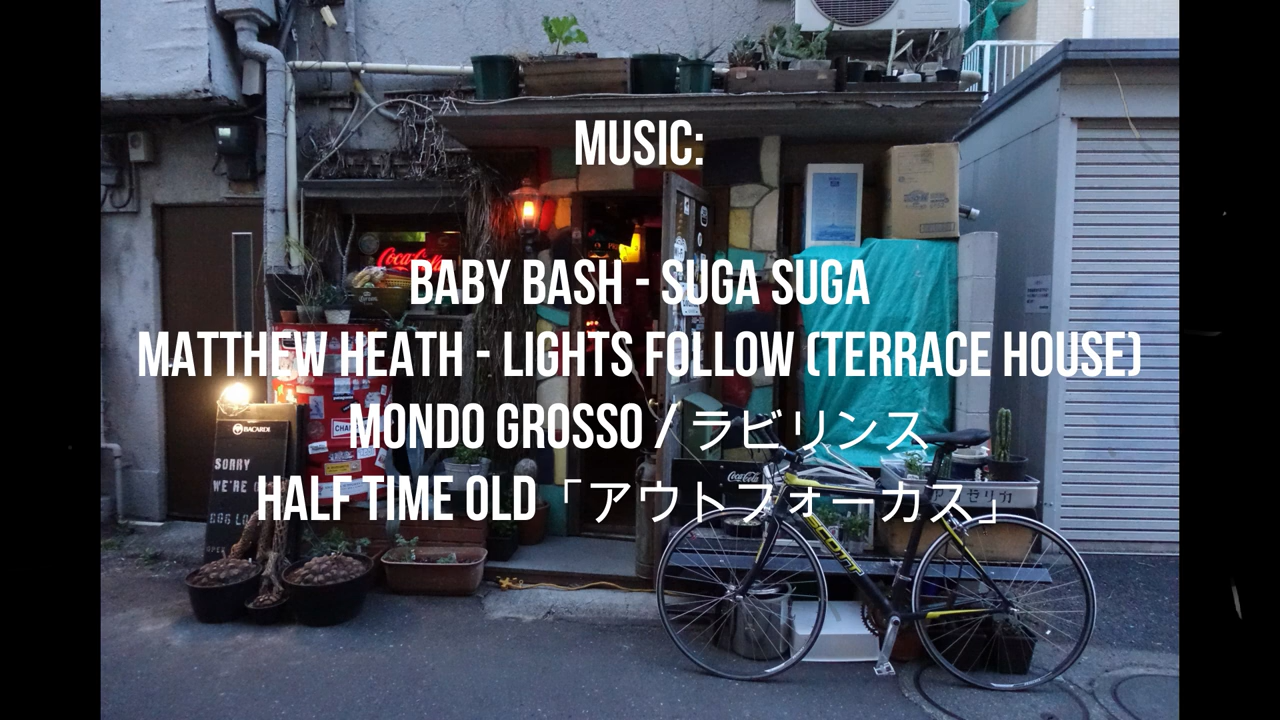 MUSIC:
BABY BASH - SUGA SUGA
MATTHEW HEATH - LIGHTS FOLLOW (TERRACE HOUSE)
MONDO GROSSO / ラビリンス
HALF TIME OLD「アウトフォーカス」
Coca-Cola
BACARDI
SORRY
WE'RE
Coca-Cola
SCOTT